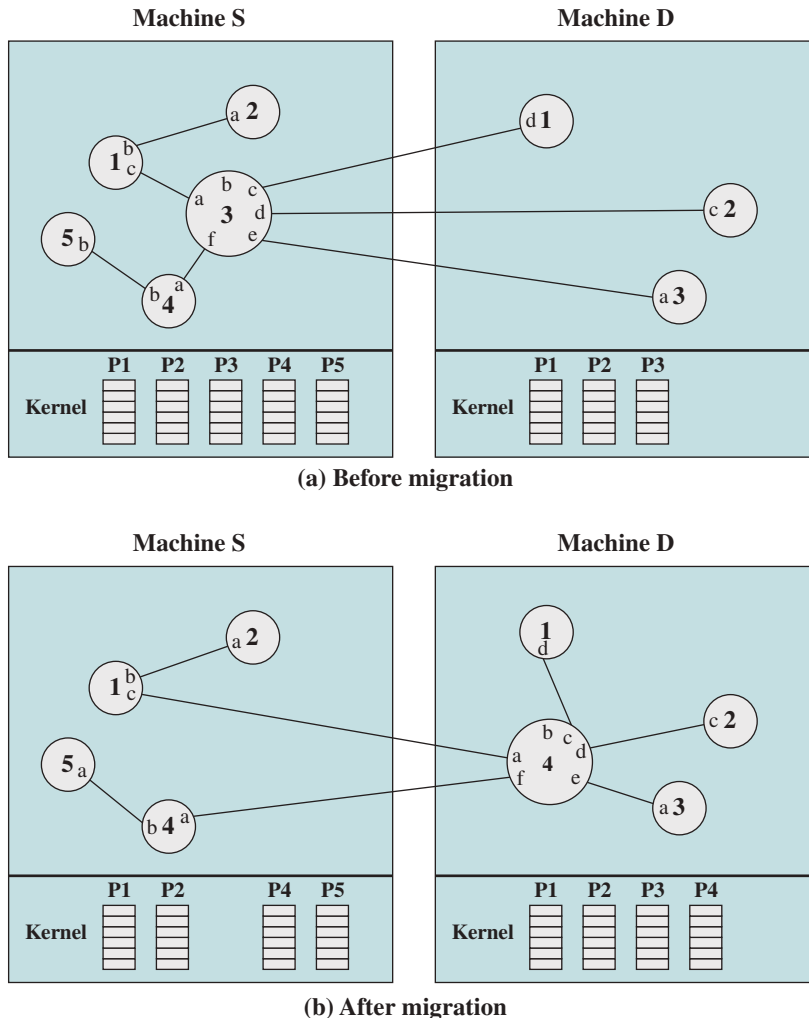 Machine S
Machine D
a 2
b
1
c
a b c
3 d
f e
5 b
b a
4
d 1
c 2
a 3
P1 P2 P3 P4 P5
Kernel
P1 P2 P3
Kernel
(a) Before migration
Machine S
Machine D
a 2
b
1
c
5 a
b 4 a
1
d
b c
a d
4
f e
c 2
a 3
P1 P2 P4 P5
Kernel
P1 P2 P3 P4
Kernel
(b) After migration